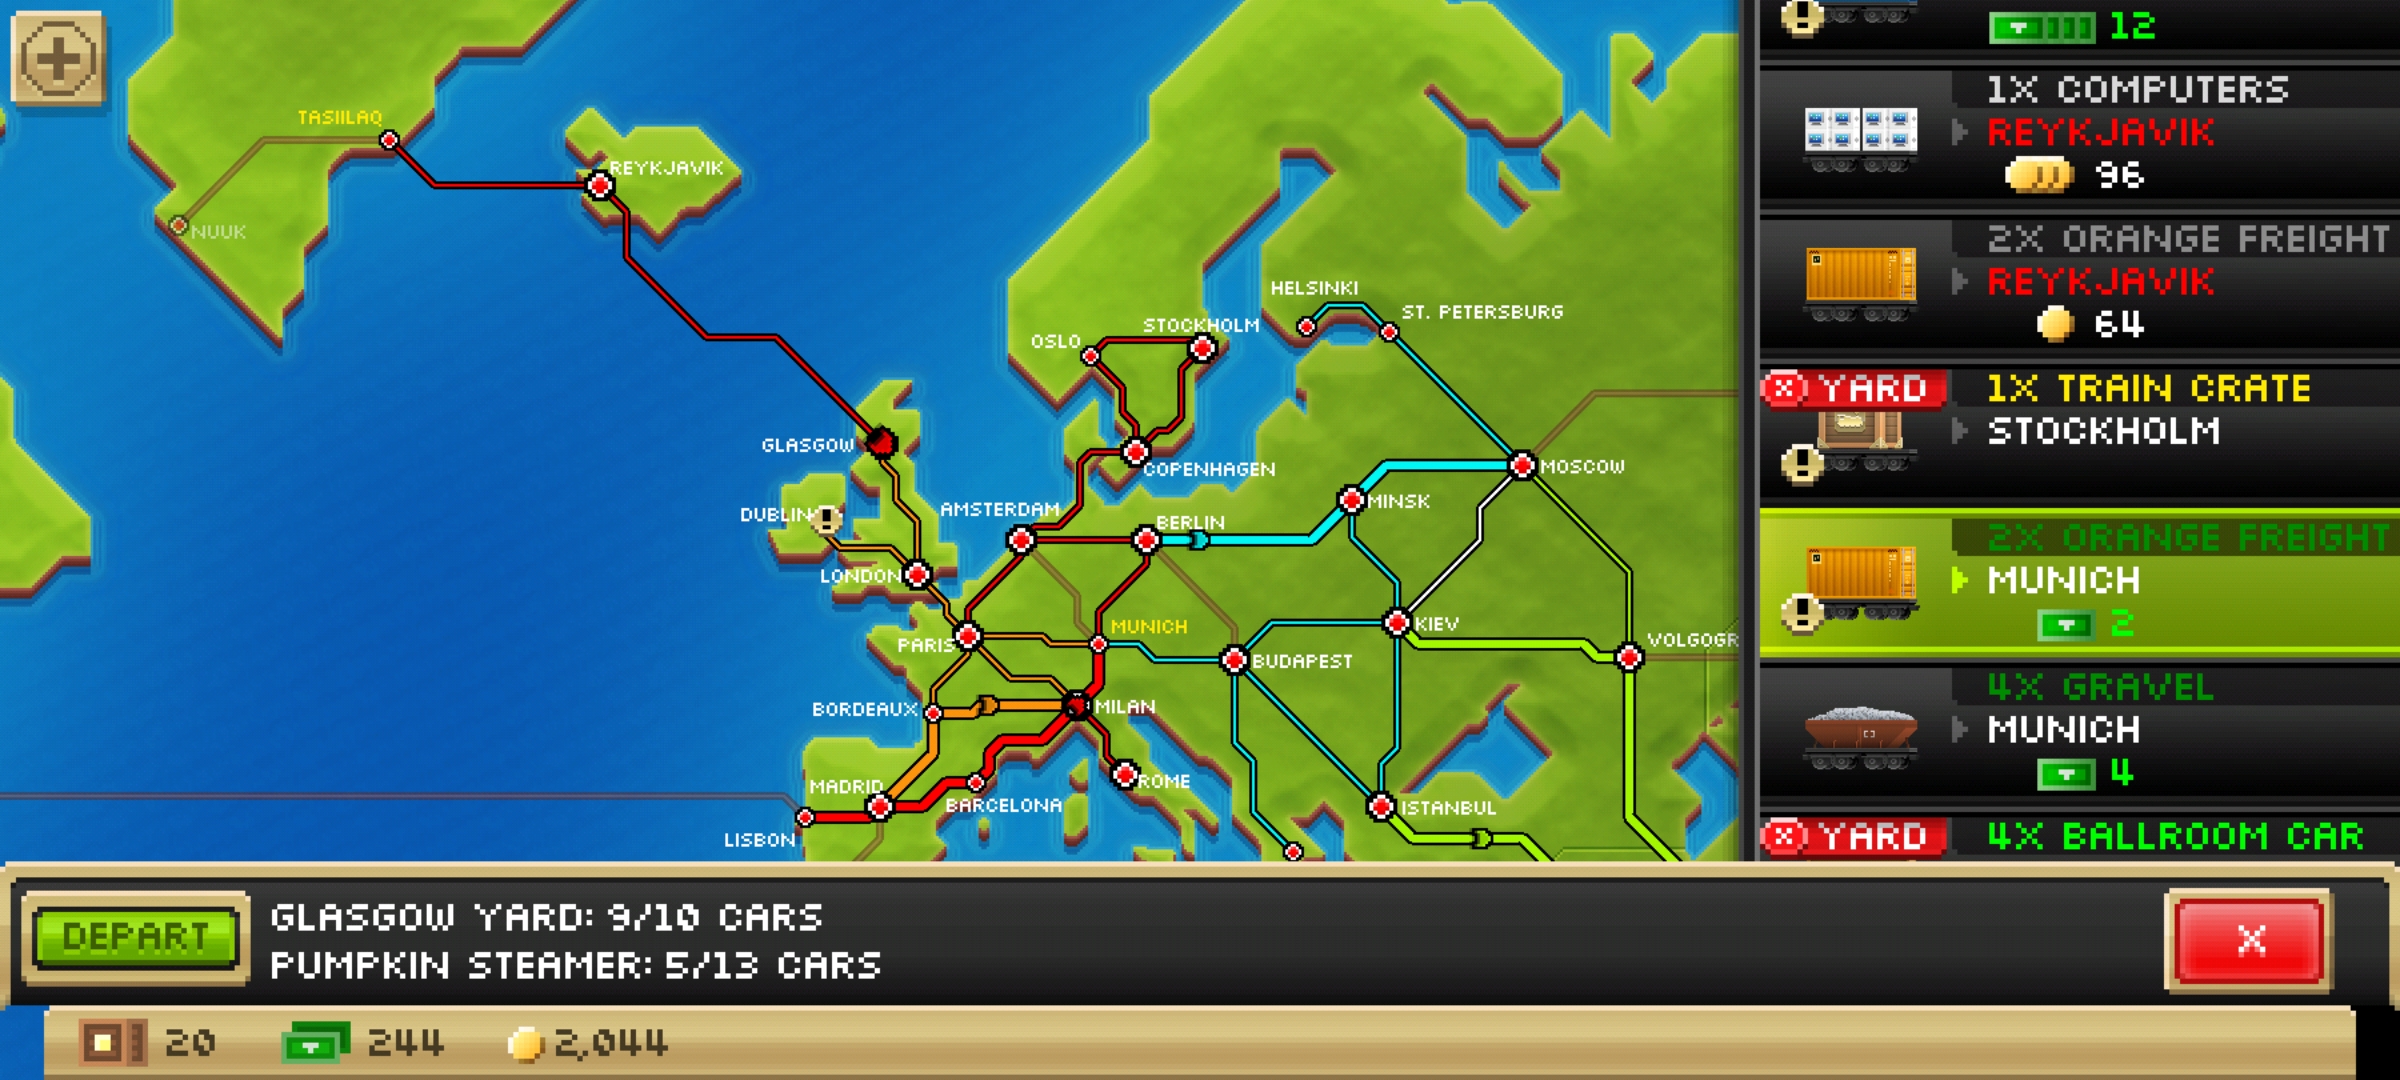 TASIILAQ
REYKJAVIK
NUUK
HELSINKI
ST. PETERSBURG
STOCKHOLM
OSLO
GLASGOW
COPENHAGEN
MOSCOW
AMSTERDAM
MINSK
DUBLIN
BERLIN
LONDON
MUNICH
KIEV
PARIS
VOLGOGR
BUDAPEST
BORDEAUX
MILAN
MADRID
ROME
BARCELONA
ISTANBUL
LISBON
12
1X COMPUTERS
REYKJAVIK
96
2X ORANGE FREIGHT
REYKJAVIK
64
YARD
1X TRAIN CRATE
STOCKHOLM
2X ORANGE FREIGHT
MUNICH
2
4X GRAVEL
MUNICH
4
YARD
4X BALLROOM CAR
DEPART
GLASGOW YARD: 9/10 CARS
PUMPKIN STEAMER: 5/13 CARS
X
20
244
2,044